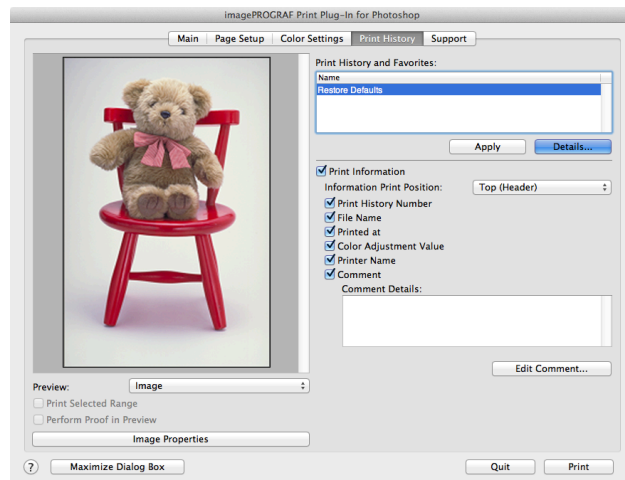 imagePROGRAF Print Plug-In for Photoshop
Main Page Setup Color Settings Print History Support
Print History and Favorites:
Name
Restore Defaults
Apply Details...
Print Information
Information Print Position: Top (Header)
Print History Number
File Name
Printed at
Color Adjustment Value
Printer Name
Comment
Comment Details:
Edit Comment...
Preview: Image
Print Selected Range
Perform Proof in Preview
Image Properties
? Maximize Dialog Box Quit Print